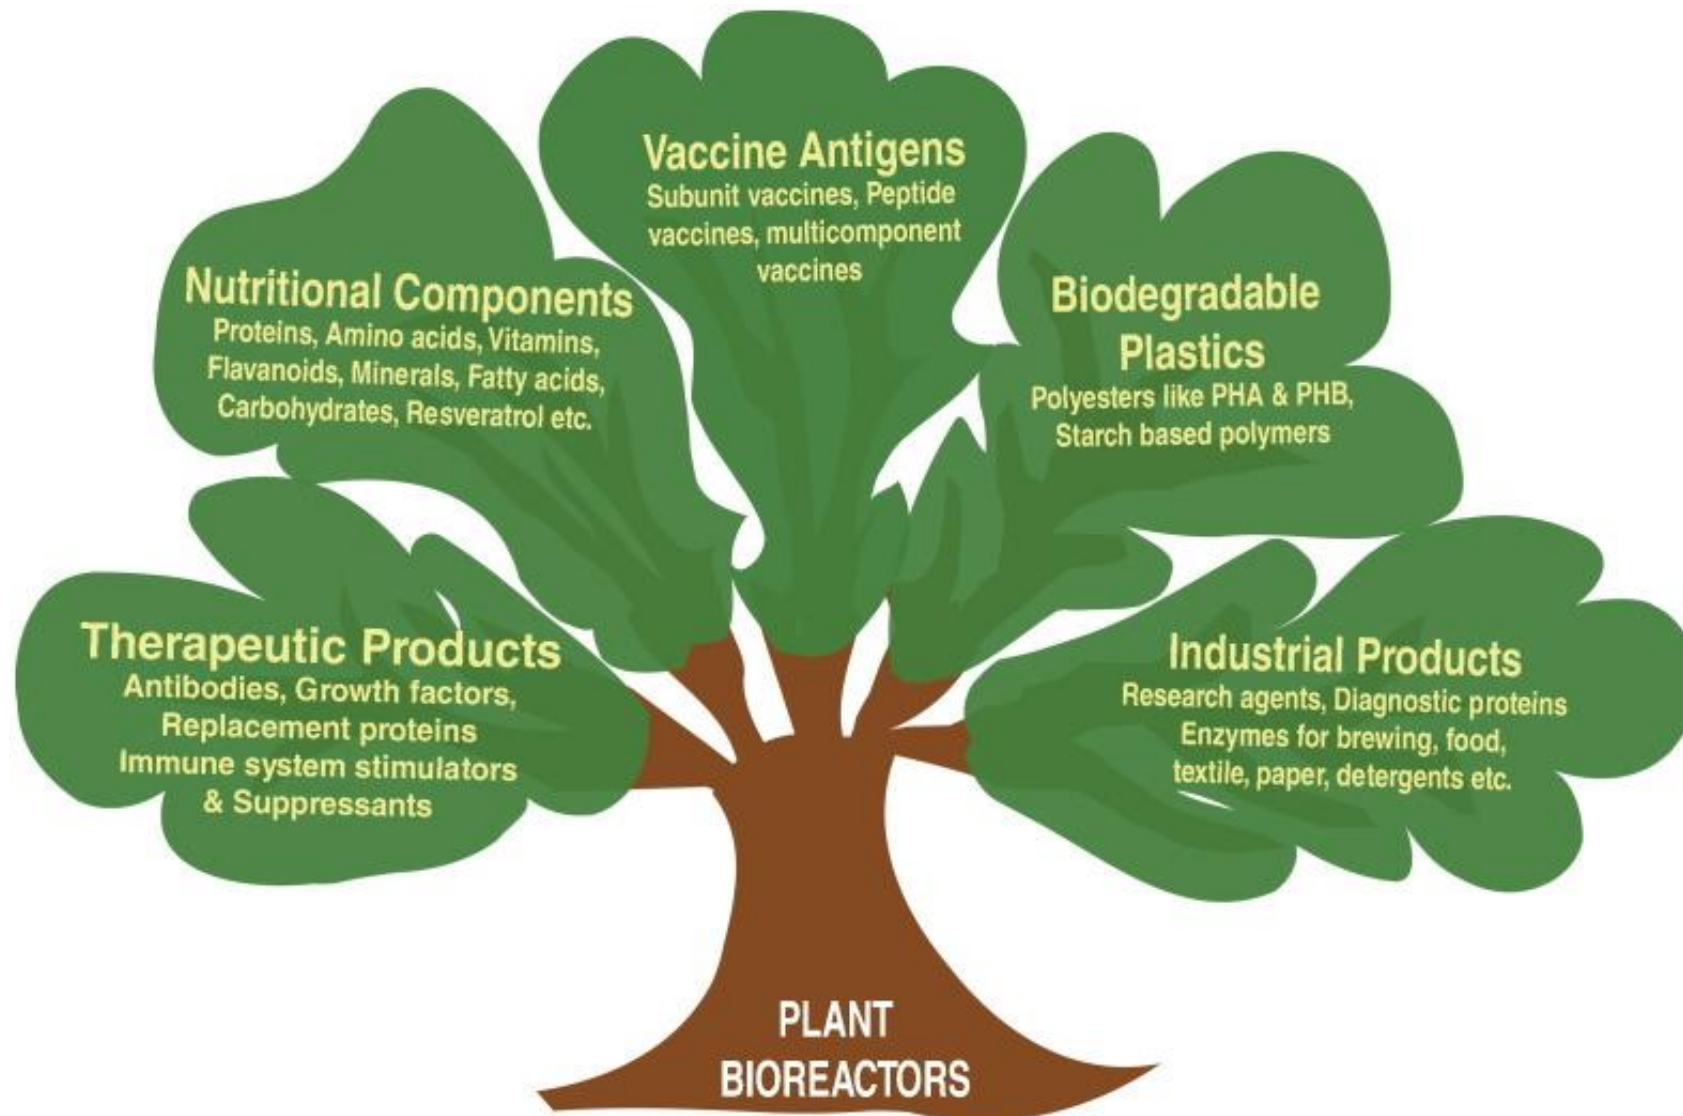 Vaccine Antigens
Subunit vaccines, Peptide
vaccines, multicomponent
vaccines
Nutritional Components
Proteins, Amino acids, Vitamins,
Flavanoids, Minerals, Fatty acids,
Carbohydrates, Resveratrol etc.
Biodegradable
Plastics
Polyesters like PHA & PHB,
Starch based polymers
Therapeutic Products
Antibodies, Growth factors,
Replacement proteins
Immune system stimulators
& Suppressants
Industrial Products
Research agents, Diagnostic proteins
Enzymes for brewing, food,
textile, paper, detergents etc.
PLANT
BIOREACTORS